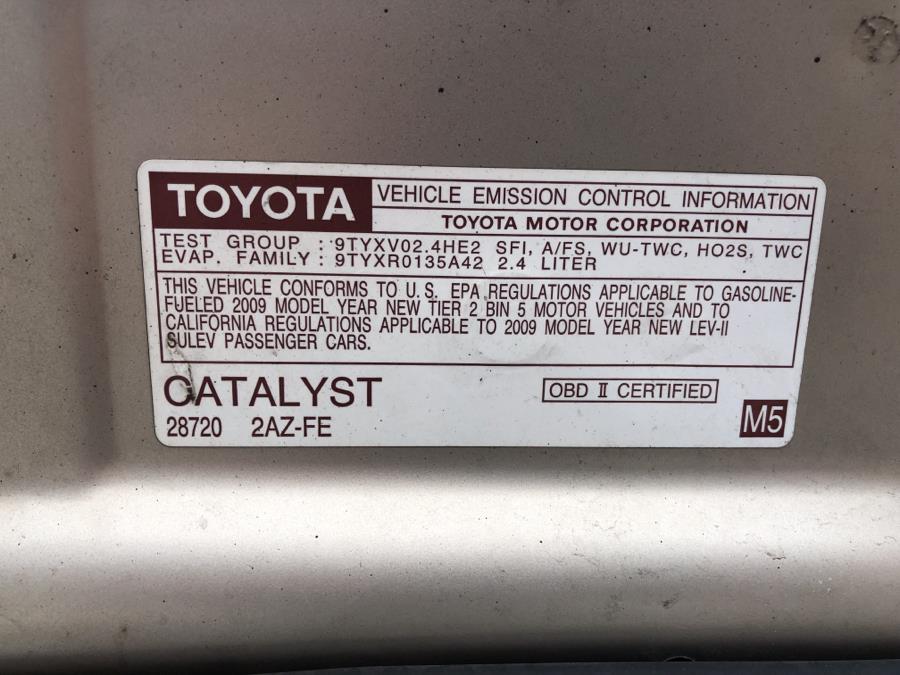 TOYOTA
VEHICLE EMISSION CONTROL INFORMATION
TOYOTA MOTOR CORPORATION
TEST GROUP : 9TYXV02.4HE2 SFI, A/FS, WU-TWC, HO2S, TWC
EVAP. FAMILY : 9TYXR0135A42 2.4 LITER
THIS VEHICLE CONFORMS TO U.S. EPA REGULATIONS APPLICABLE TO GASOLINE-
FUELED 2009 MODEL YEAR NEW TIER 2 BIN 5 MOTOR VEHICLES AND TO
CALIFORNIA REGULATIONS APPLICABLE TO 2009 MODEL YEAR NEW LEV-II
SULEV PASSENGER CARS.
CATALYST
OBD II CERTIFIED
28720 2AZ-FE
M5